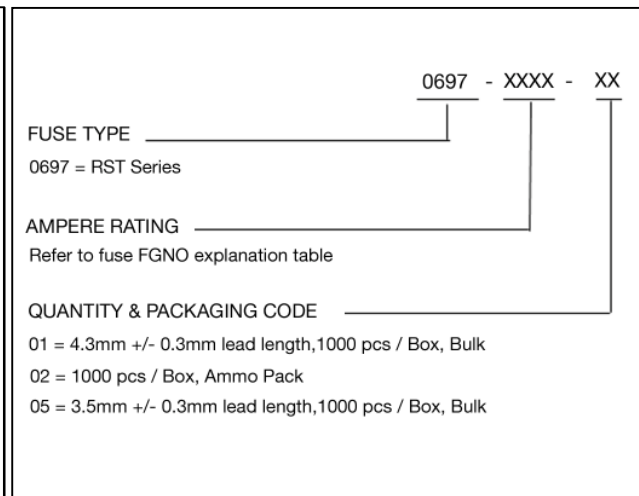 0697 - XXXX - XX
FUSE TYPE
0697 = RST Series
AMPERE RATING
Refer to fuse FGNO explanation table
QUANTITY & PACKAGING CODE
01 = 4.3mm +/- 0.3mm lead length,1000 pcs / Box, Bulk
02 = 1000 pcs / Box, Ammo Pack
05 = 3.5mm +/- 0.3mm lead length,1000 pcs / Box, Bulk